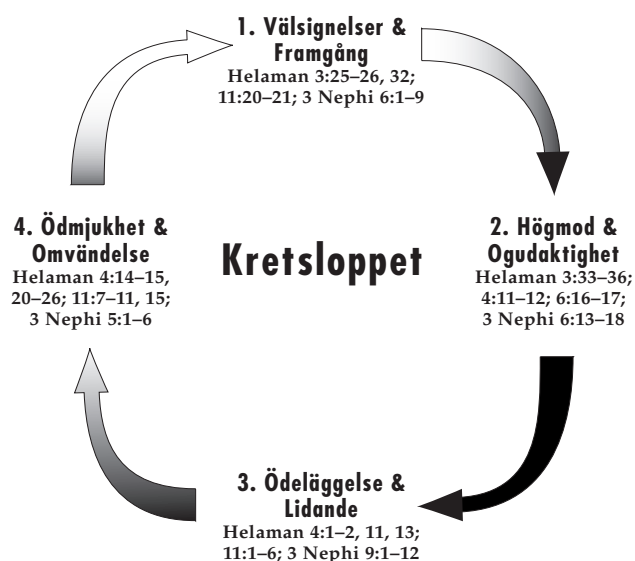 1. Välsignelser &
Framgång
Helaman 3:25–26, 32;
11:20–21; 3 Nephi 6:1–9
2. Högmod &
Ogudaktighet
Helaman 3:33–36;
4:11–12; 6:16–17;
3 Nephi 6:13–18
Kretsloppet
3. Ödeläggelse &
Lidande
Helaman 4:1–2, 11, 13;
11:1–6; 3 Nephi 9:1–12
4. Ödmjukhet &
Omvändelse
Helaman 4:14–15,
20–26; 11:7–11, 15;
3 Nephi 5:1–6